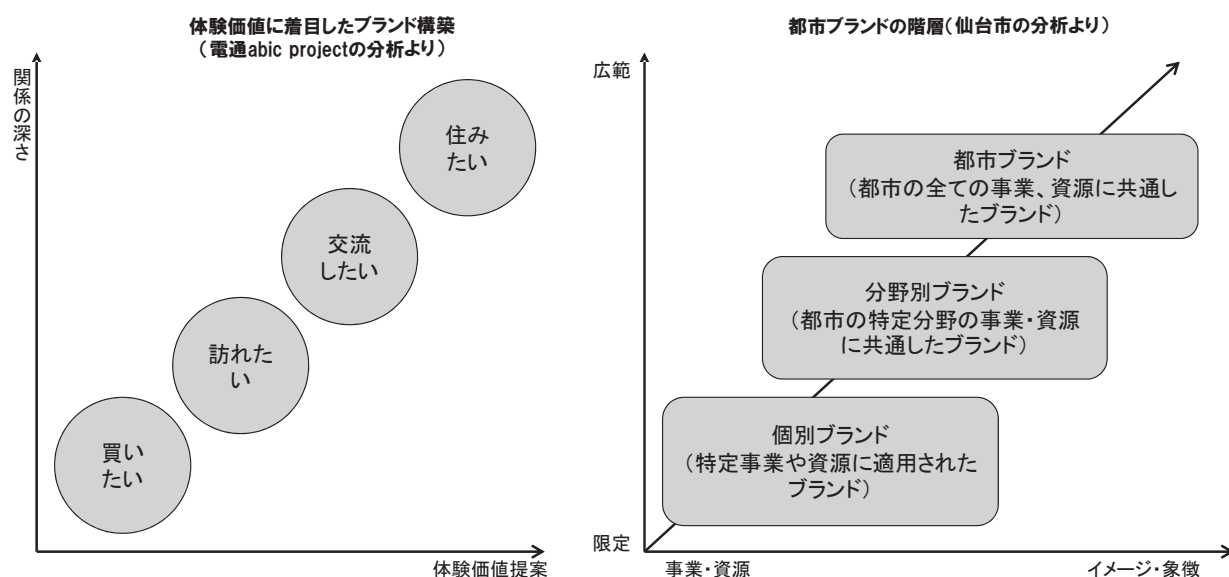 体験価値に着目したブランド構築
（電通abic projectの分析より）
関係の深さ
住み
たい
交流
したい
訪れた
い
買い
たい
体験価値提案
都市ブランドの階層（仙台市の分析より）
広範
都市ブランド
（都市の全ての事業、資源に共通し
たブランド）
分野別ブランド
（都市の特定分野の事業・資源
に共通したブランド）
個別ブランド
（特定事業や資源に適用された
ブランド）
限定
事業・資源
イメージ・象徴